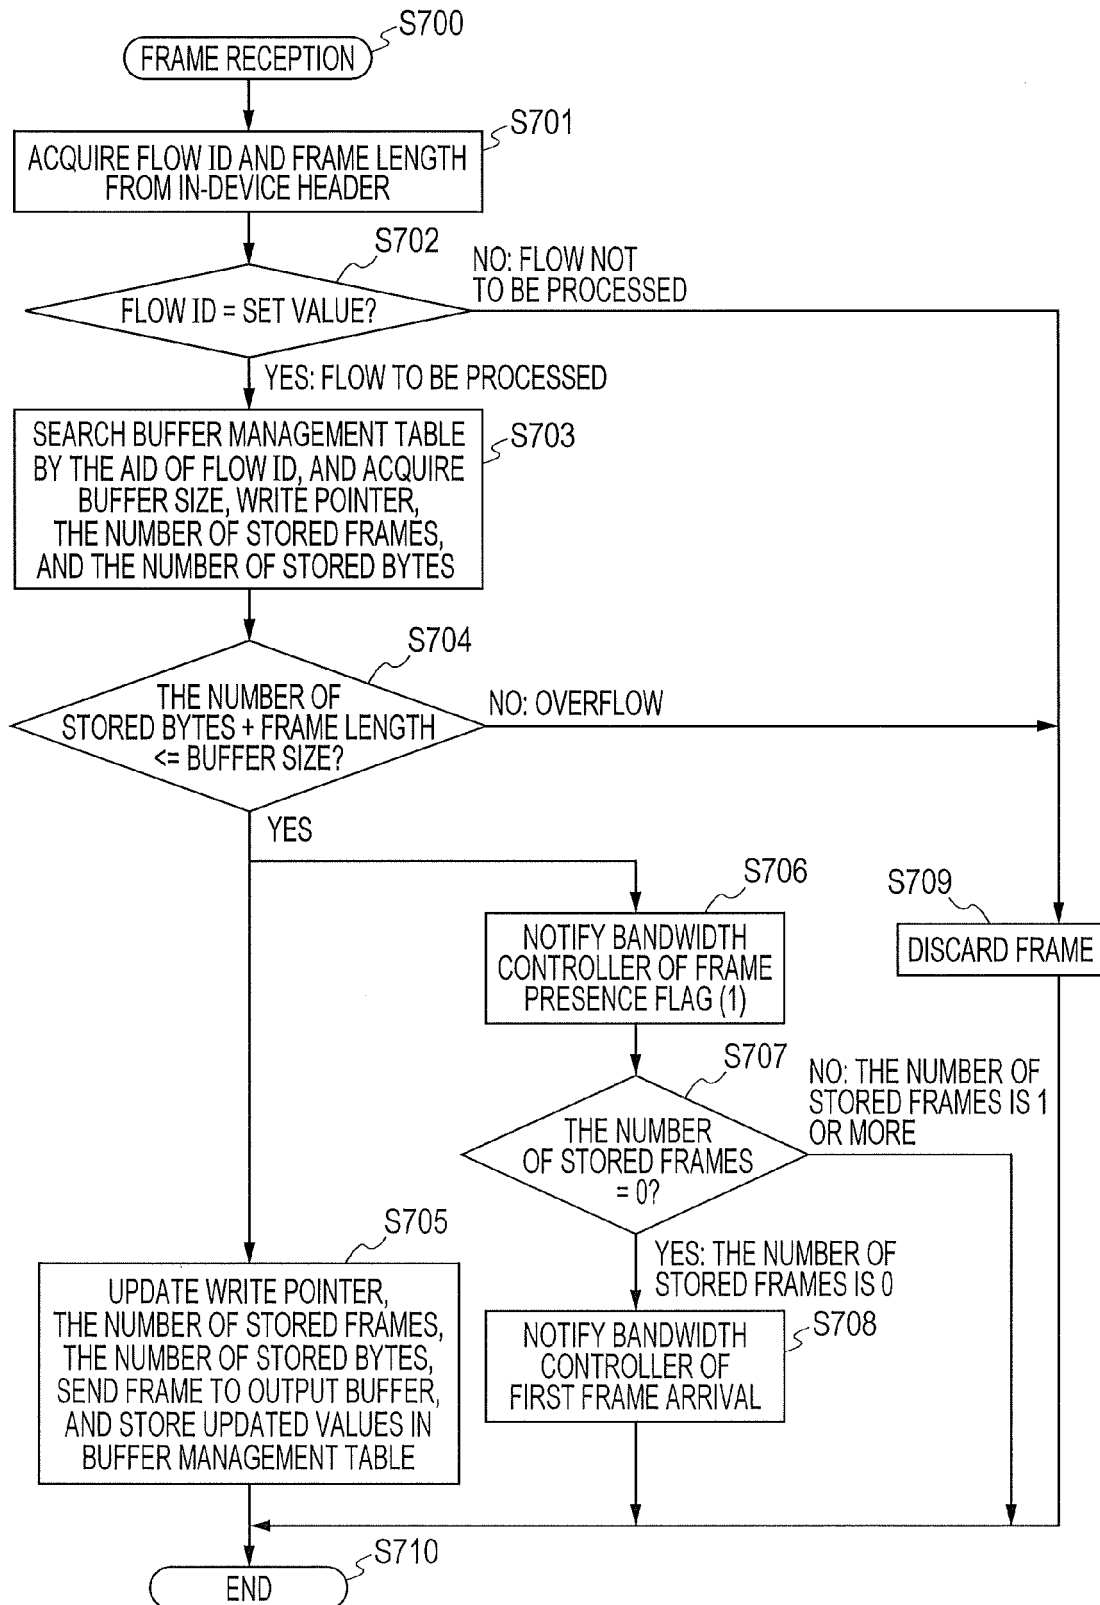 S700
FRAME RECEPTION
S701
ACQUIRE FLOW ID AND FRAME LENGTH
FROM IN-DEVICE HEADER
S702
NO: FLOW NOT
TO BE PROCESSED
FLOW ID = SET VALUE?
YES: FLOW TO BE PROCESSED
S703
SEARCH BUFFER MANAGEMENT TABLE
BY THE AID OF FLOW ID, AND ACQUIRE
BUFFER SIZE, WRITE POINTER,
THE NUMBER OF STORED FRAMES,
AND THE NUMBER OF STORED BYTES
S704
THE NUMBER OF
STORED BYTES + FRAME LENGTH
<= BUFFER SIZE?
NO: OVERFLOW
YES
S706
NOTIFY BANDWIDTH
CONTROLLER OF FRAME
PRESENCE FLAG (1)
S709
DISCARD FRAME
S707
THE NUMBER
OF STORED FRAMES
= 0?
NO: THE NUMBER OF
STORED FRAMES IS 1
OR MORE
YES: THE NUMBER OF
STORED FRAMES IS 0
S705
UPDATE WRITE POINTER,
THE NUMBER OF STORED FRAMES,
THE NUMBER OF STORED BYTES,
SEND FRAME TO OUTPUT BUFFER,
AND STORE UPDATED VALUES IN
BUFFER MANAGEMENT TABLE
S708
NOTIFY BANDWIDTH
CONTROLLER OF
FIRST FRAME ARRIVAL
S710
END